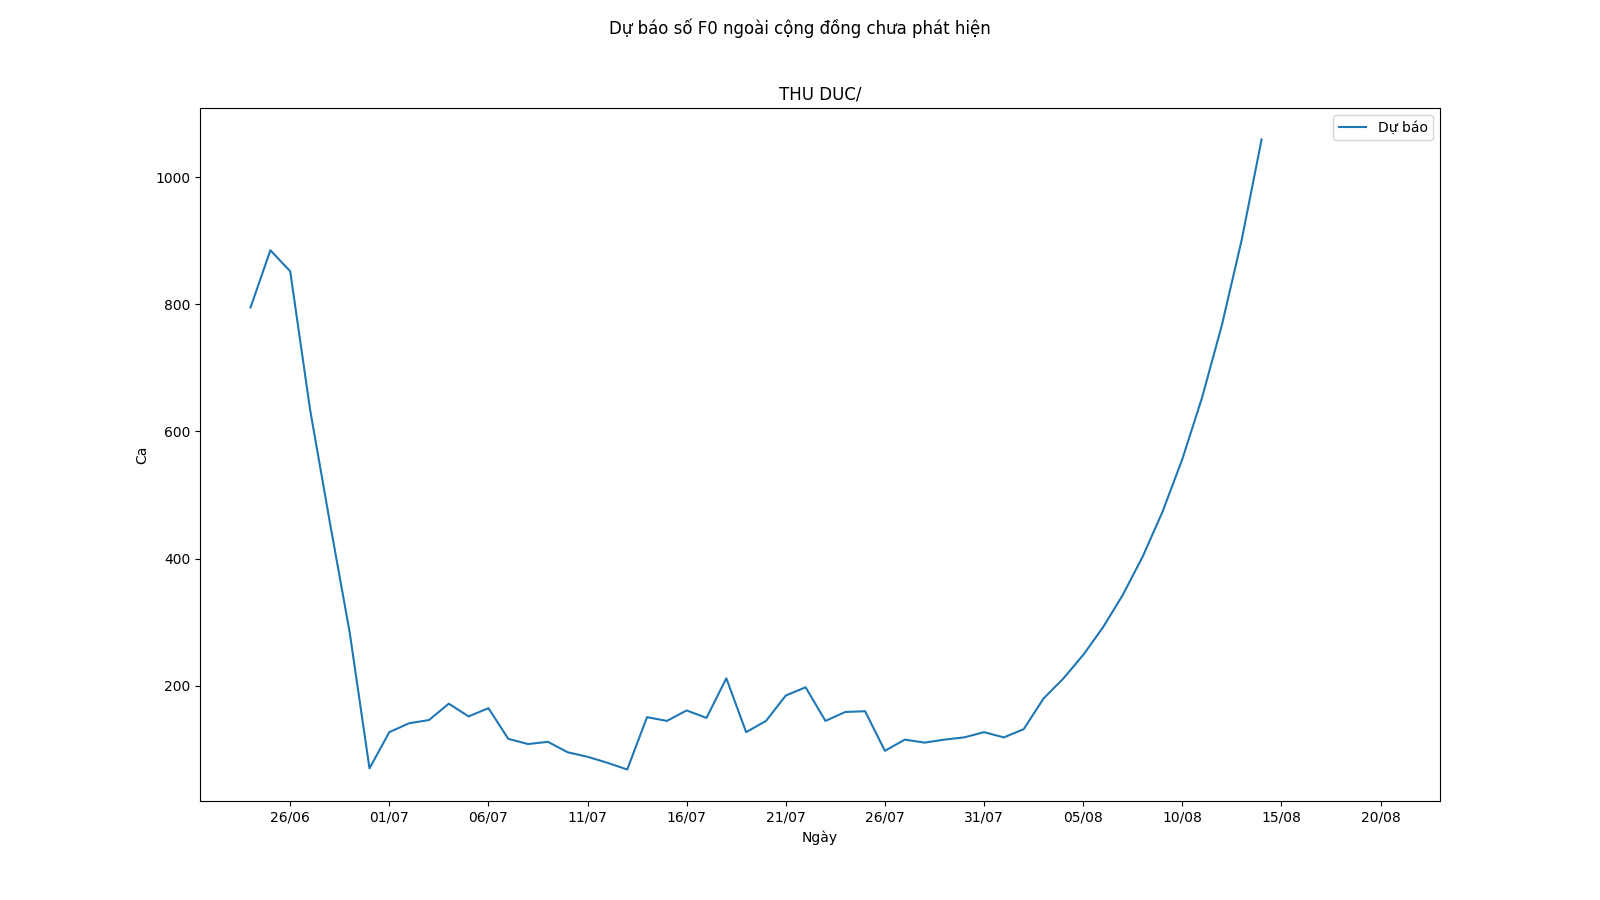 Dự báo số F0 ngoài cộng đồng chưa phát hiện
THU DUC/
Dự báo
1000
800
600
400
200
Ca
26/06 01/07 06/07 11/07 16/07 21/07 26/07 31/07 05/08 10/08 15/08 20/08
Ngày